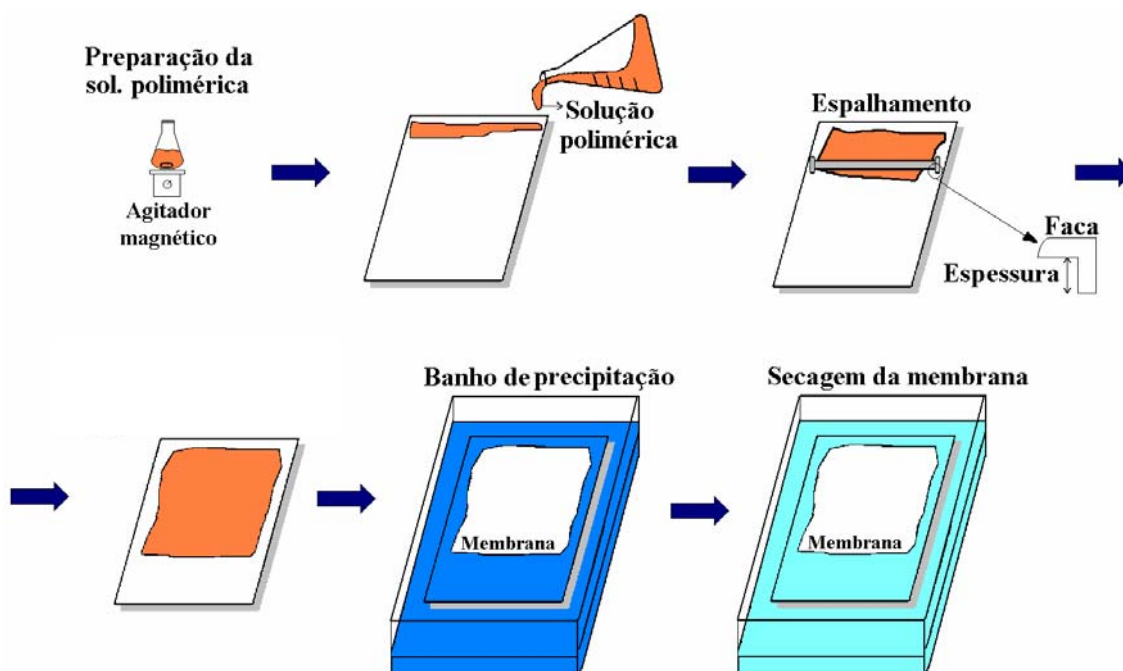 Preparação da
sol. polimérica
Agitador
magnético
Solução
polimérica
Espalhamento
Faca
Espessura
Banho de precipitação
Membrana
Secagem da membrana
Membrana